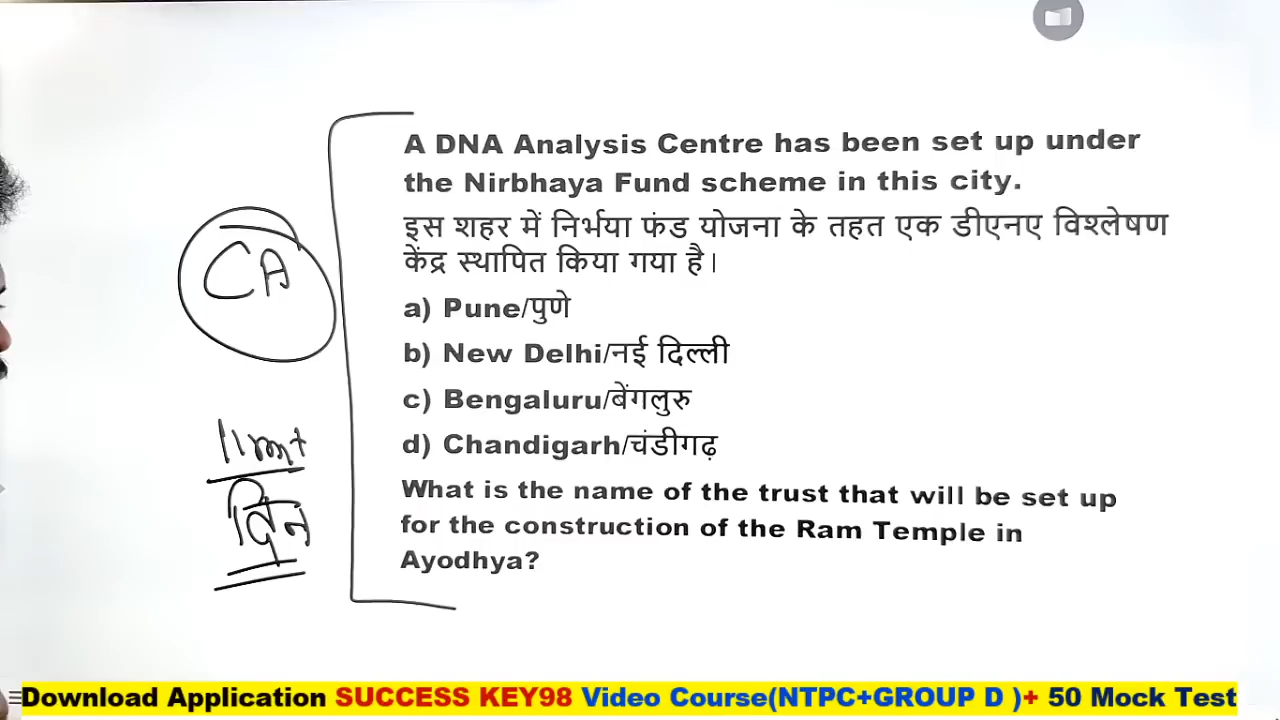 A DNA Analysis Centre has been set up under
the Nirbhaya Fund scheme in this city.
इस शहर में निर्भया फंड योजना के तहत एक डीएनए विश्लेषण
केंद्र स्थापित किया गया है।
a) Pune/पुणे
b) New Delhi/नई दिल्ली
c) Bengaluru/बेंगलुरु
d) Chandigarh/चंडीगढ़
What is the name of the trust that will be set up
for the construction of the Ram Temple in
Ayodhya?
CA
दिन
Download Application SUCCESS KEY98 Video Course(NTPC+GROUP D )+ 50 Mock Test